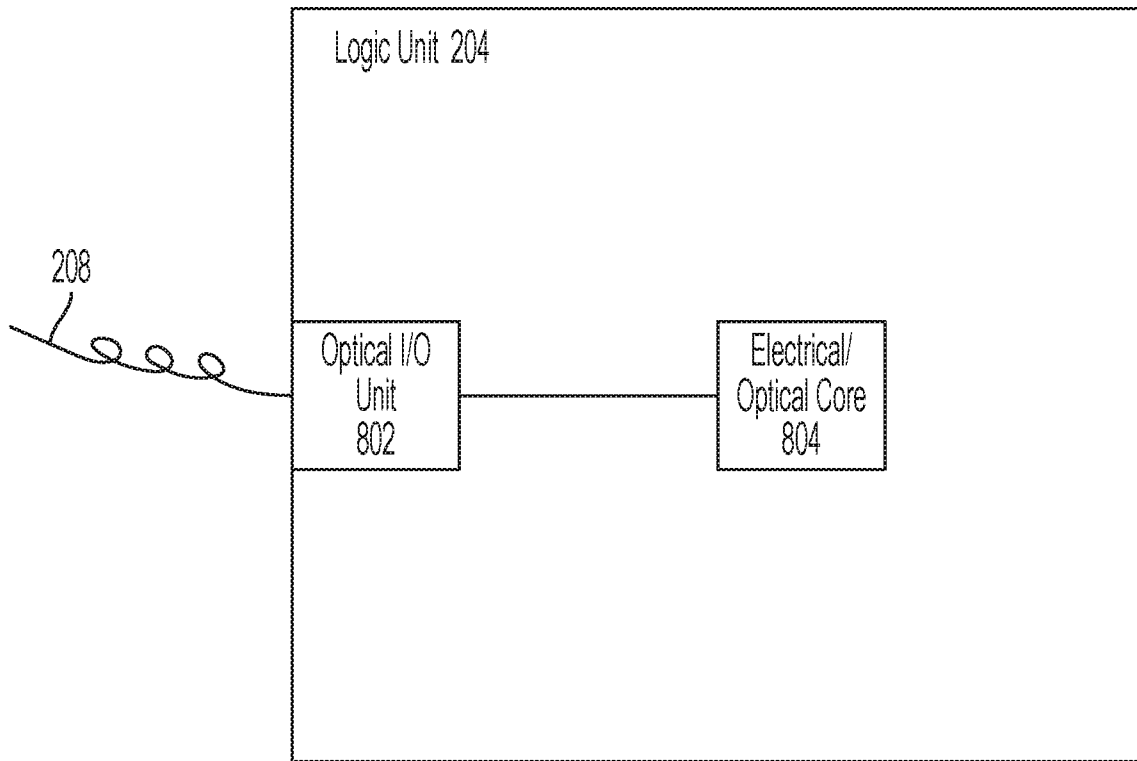 Logic Unit 204
208
Optical I/O
Unit
802
Electrical/
Optical Core
804